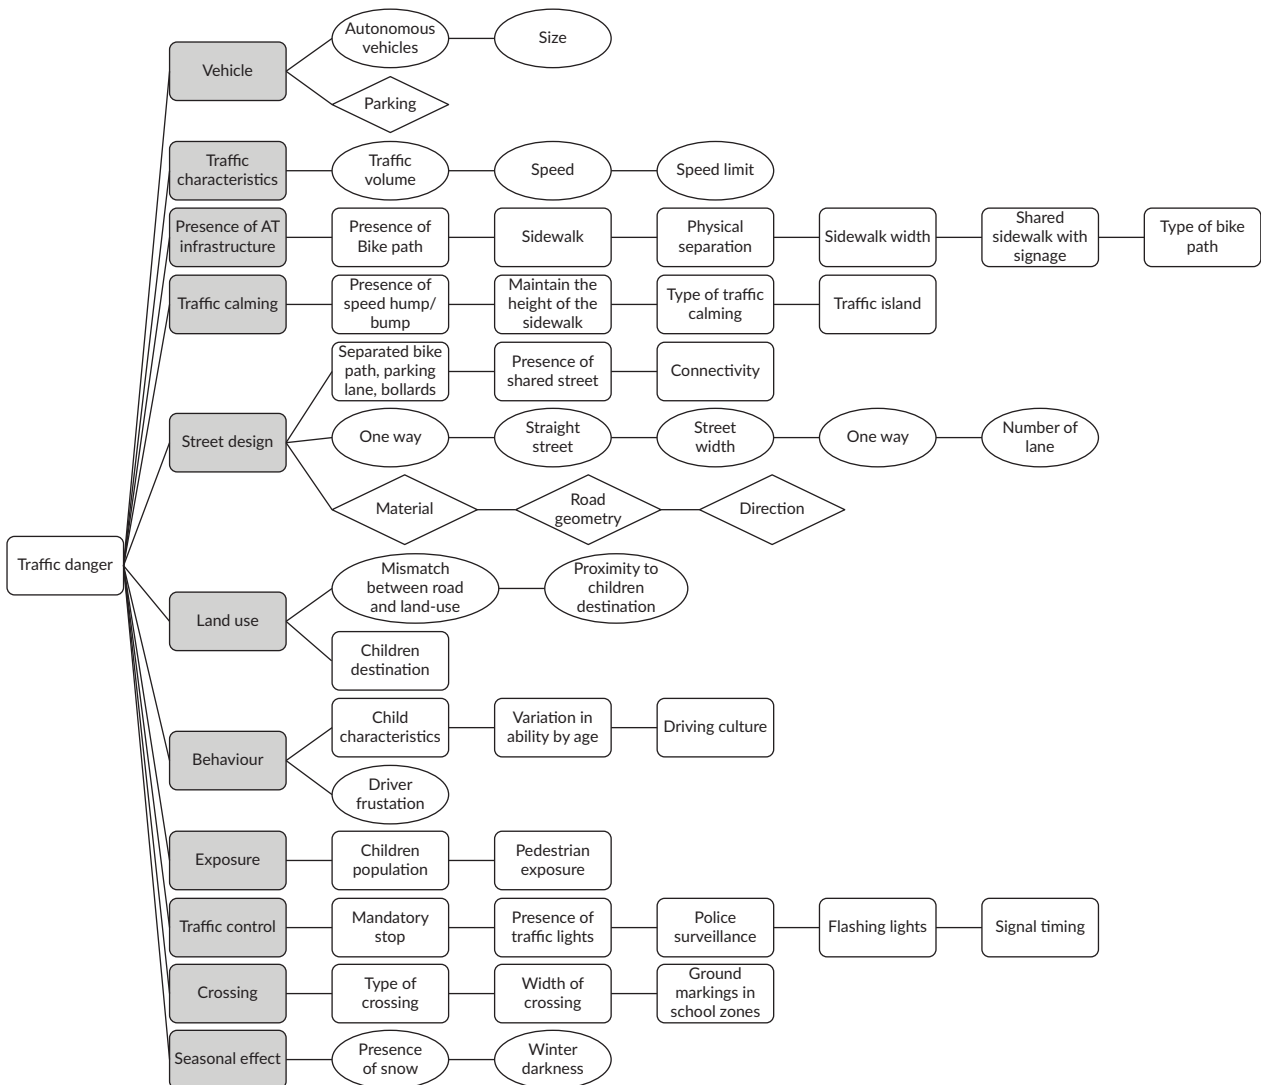 Autonomous
vehicles
Size
Vehicle
Parking
Traffic
characteristics
Traffic
volume
Speed
Speed limit
Presence of AT
infrastructure
Presence of
Bike path
Sidewalk
Physical
separation
Sidewalk width
Shared
sidewalk with
signage
Type of bike
path
Traffic calming
Presence of
speed hump/
bump
Maintain the
height of the
sidewalk
Type of traffic
calming
Traffic island
Separated bike
path, parking
lane, bollards
Presence of
shared street
Connectivity
Street design
One way
Straight
street
Street
width
One way
Number of
lane
Material
Road
geometry
Direction
Traffic danger
Mismatch
between road
and land-use
Proximity to
children
destination
Land use
Children
destination
Child
characteristics
Variation in
ability by age
Driving culture
Behaviour
Driver
frustation
Exposure
Children
population
Pedestrian
exposure
Traffic control
Mandatory
stop
Presence of
traffic lights
Police
surveillance
Flashing lights
Signal timing
Crossing
Type of
crossing
Width of
crossing
Ground
markings in
school zones
Seasonal effect
Presence
of snow
Winter
darkness